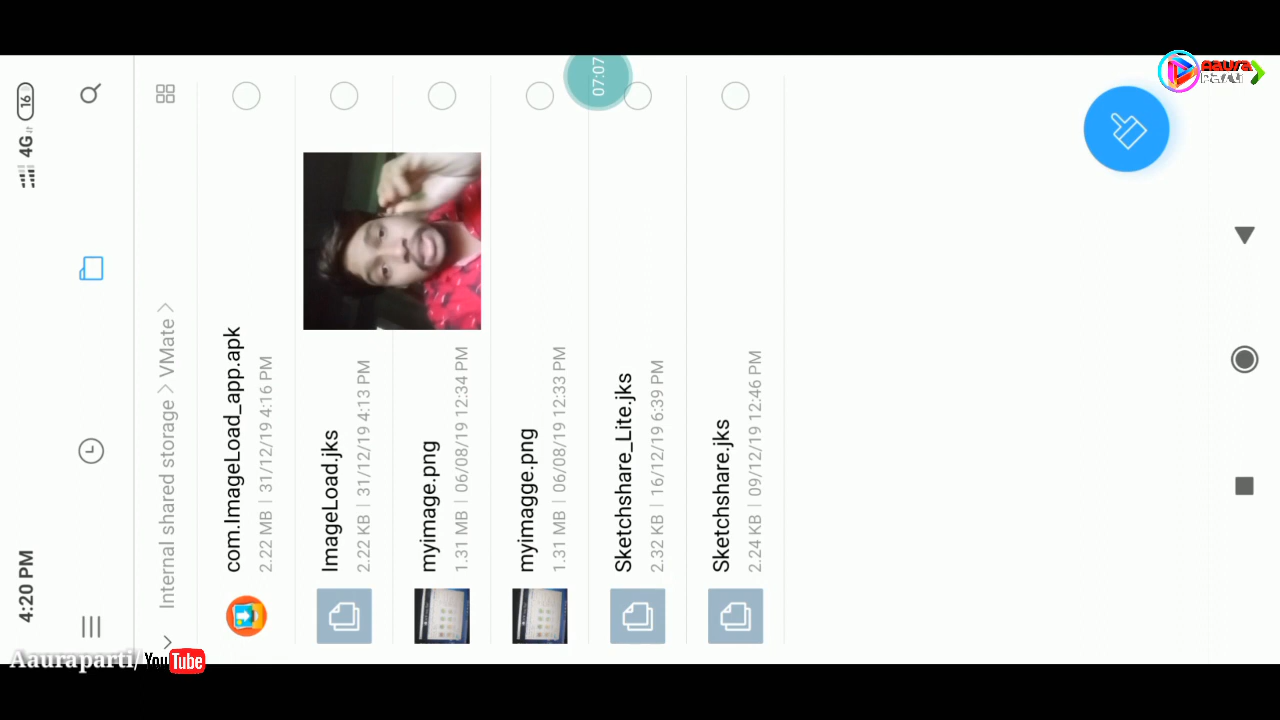 4:20 PM
4G
16
Internal shared storage > VMate >
com.ImageLoad_app.apk
2.22 MB | 31/12/19 4:16 PM
ImageLoad.jks
2.22 KB | 31/12/19 4:13 PM
myimage.png
1.31 MB | 06/08/19 12:34 PM
myimagge.png
1.31 MB | 06/08/19 12:33 PM
Sketchshare_Lite.jks
2.32 KB | 16/12/19 6:39 PM
Sketchshare.jks
2.24 KB | 09/12/19 12:46 PM
07:07
aaura
Parti
Aauraparti/YouTube